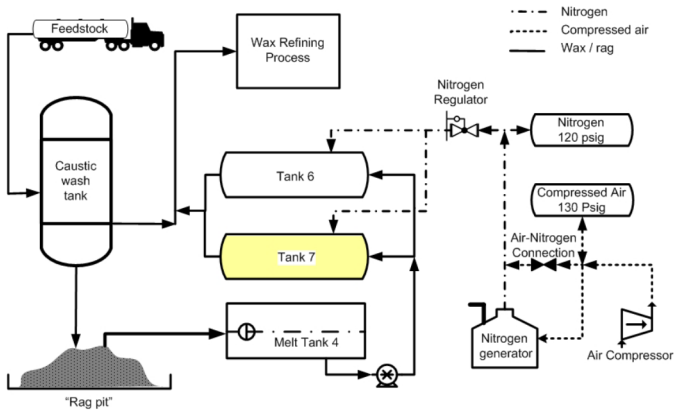 Feedstock
Wax Refining
Process
Nitrogen
Compressed air
Wax / rag
Nitrogen
Regulator
Nitrogen
120 psig
Caustic
wash
tank
Tank 6
Compressed Air
130 Psig
Air-Nitrogen
Connection
Tank 7
Melt Tank 4
Nitrogen
generator
Air Compressor
“Rag pit”